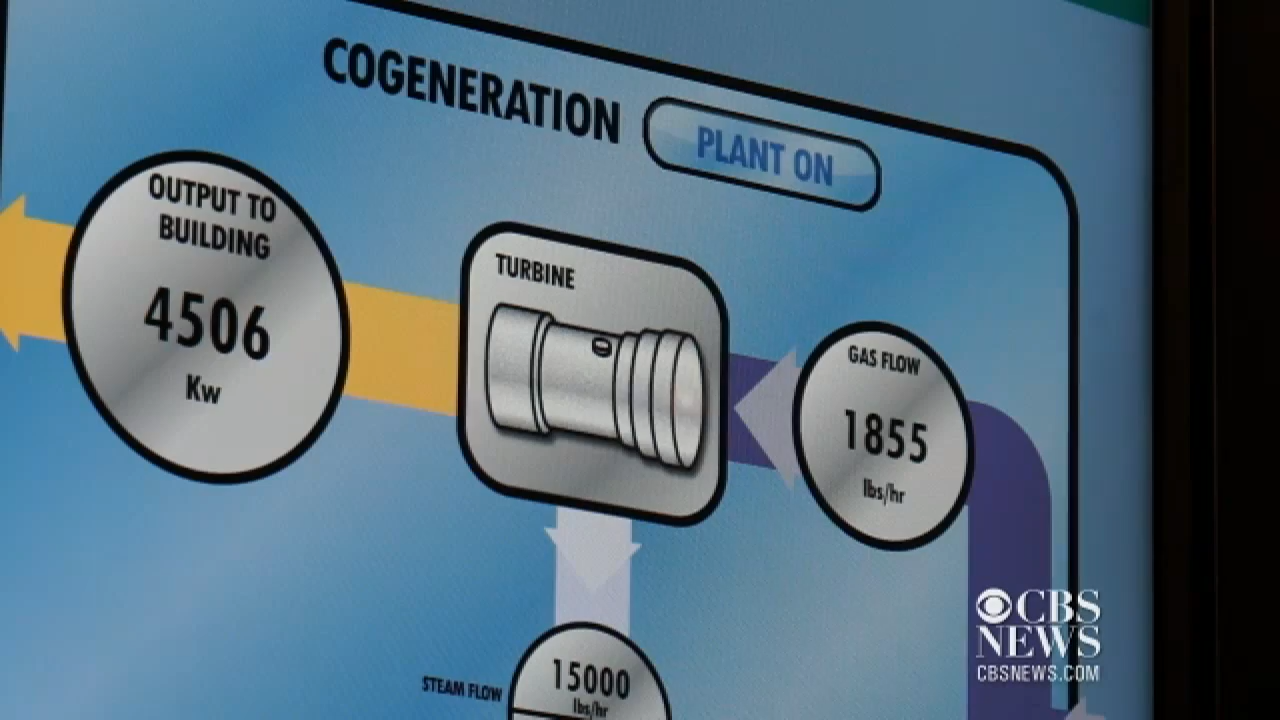 COGENERATION
PLANT ON
OUTPUT TO
BUILDING
4506
Kw
TURBINE
GAS FLOW
1855
lbs/hr
STEAM FLOW
15000
lbs/hr
CBS
NEWS
CBSNEWS.COM